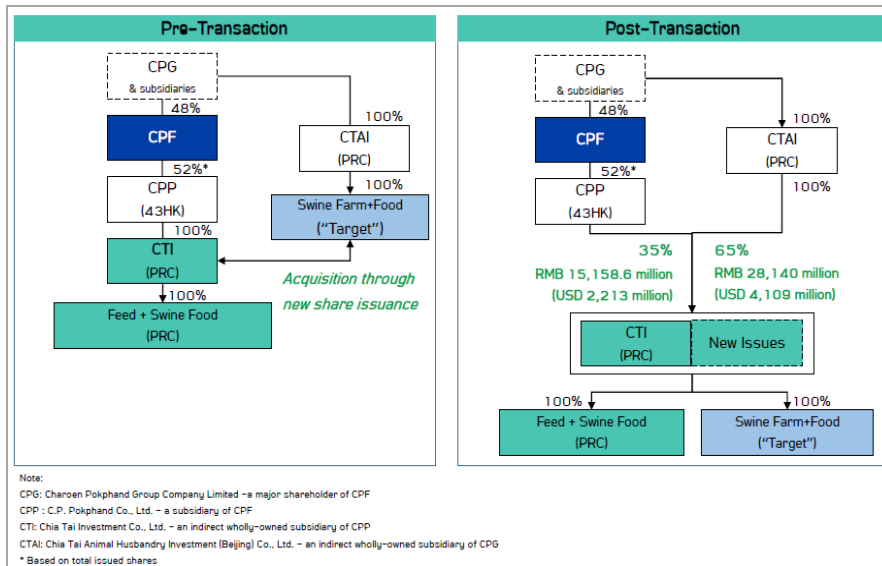 Pre-Transaction
CPG
& subsidiaries
48%
CPF
52%*
CPP
(43HK)
100%
CTI
(PRC)
100%
Feed + Swine Food
(PRC)
100%
CTAI
(PRC)
100%
Swine Farm+Food
("Target")
Acquisition through
new share issuance
Post-Transaction
CPG
& subsidiaries
48%
CPF
52%*
CPP
(43HK)
100%
CTAI
(PRC)
100%
35%
RMB 15,158.6 million
(USD 2,213 million)
65%
RMB 28,140 million
(USD 4,109 million)
CTI
(PRC)
New Issues
100%
Feed + Swine Food
(PRC)
100%
Swine Farm+Food
("Target")
Note:
CPG: Charoen Pokphand Group Company Limited -a major shareholder of CPF
CPP : C.P. Pokphand Co., Ltd. - a subsidiary of CPF
CTI: Chia Tai Investment Co., Ltd. - an indirect wholly-owned subsidiary of CPP
CTAI: Chia Tai Animal Husbandry Investment (Beijing) Co., Ltd. - an indirect wholly-owned subsidiary of CPG
* Based on total issued shares